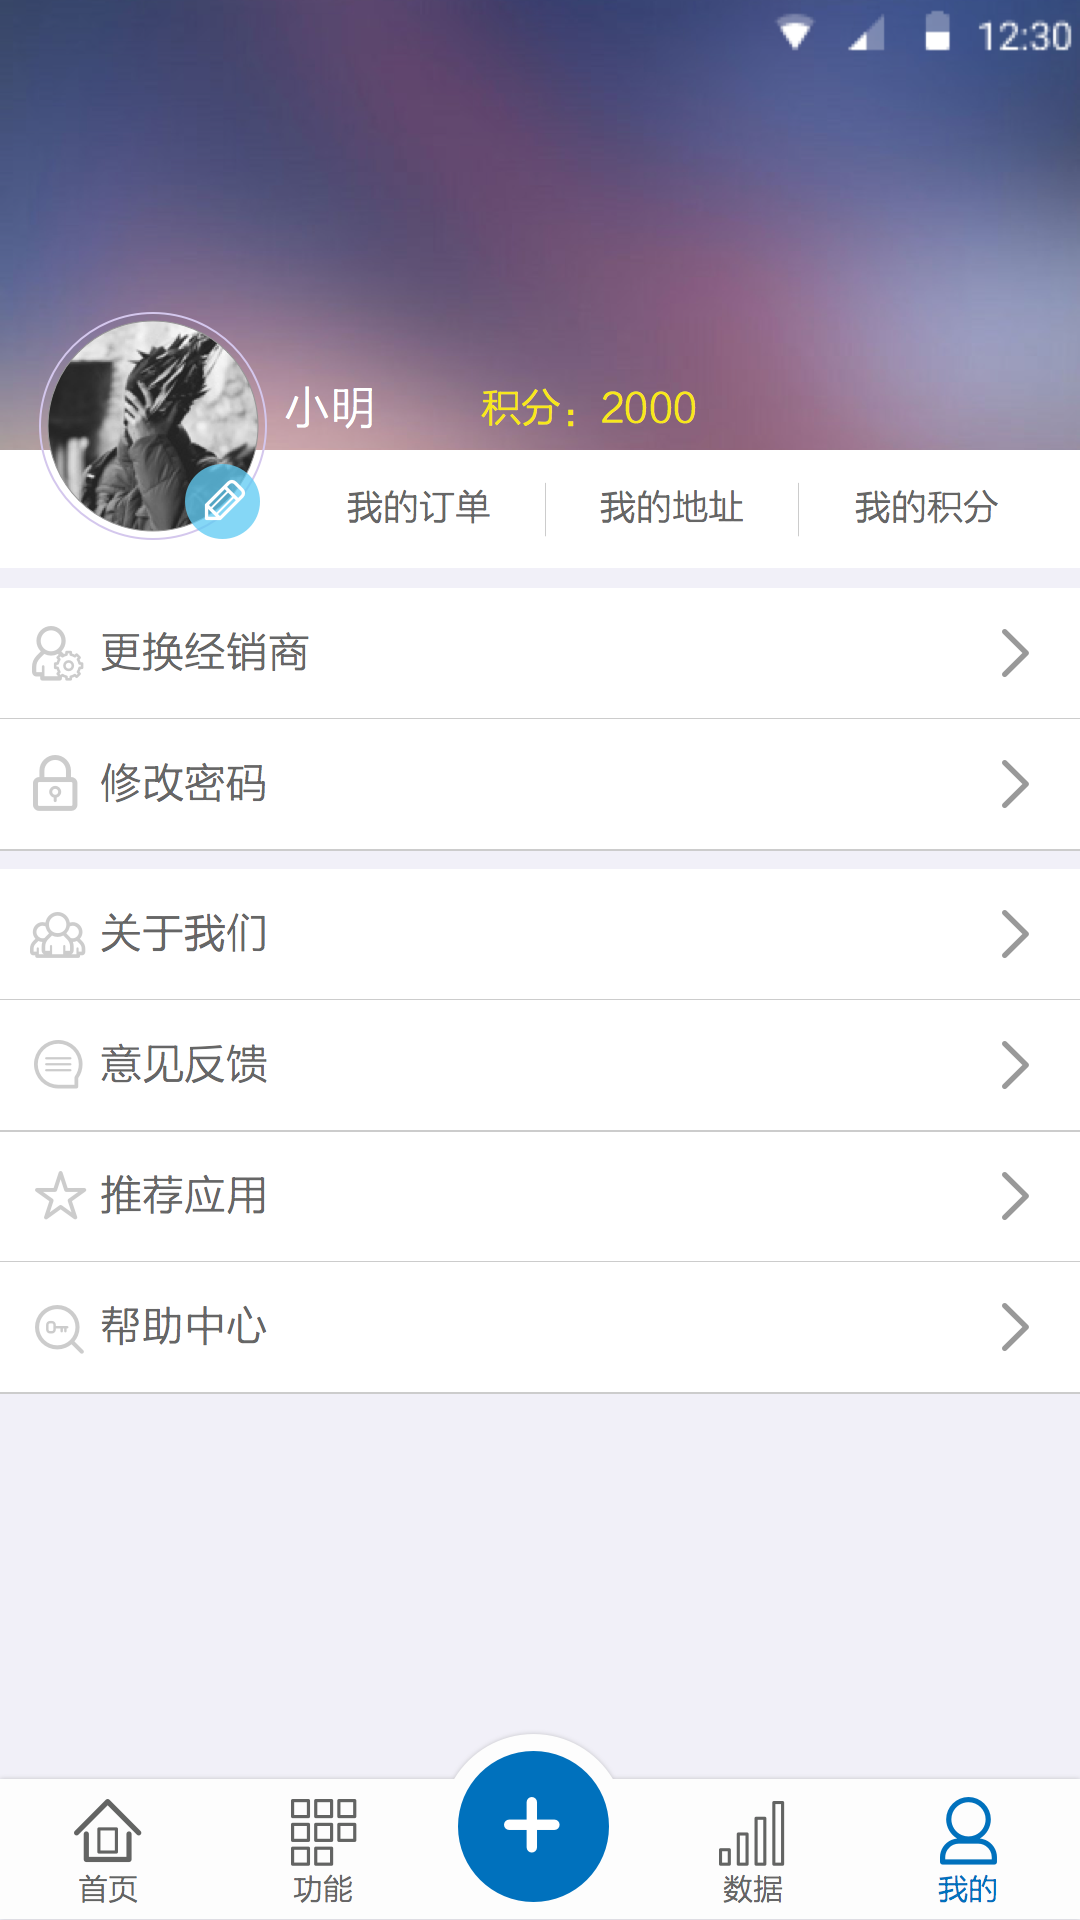 12:30
小明 积分：2000
我的订单 我的地址 我的积分
更换经销商
修改密码
关于我们
意见反馈
推荐应用
帮助中心
首页 功能 数据 我的